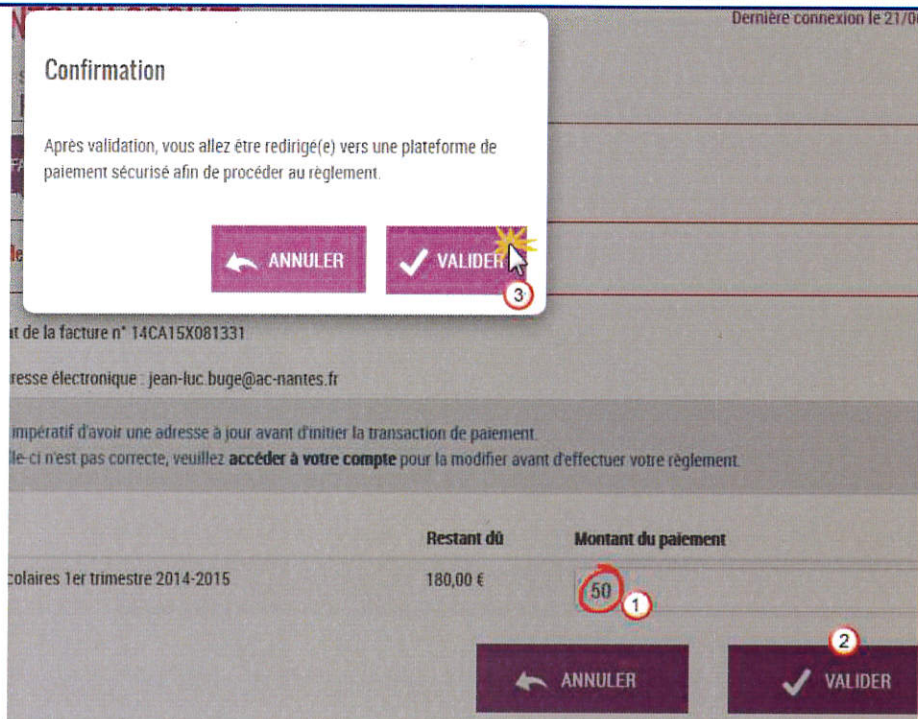 Dernière connexion le 21/0
Confirmation
Après validation, vous allez être redirigé(e) vers une plateforme de
paiement sécurisé afin de procéder au règlement.
ANNULER
VALIDER
3
t de la facture n° 14CA15X081331
resse électronique : jean-luc.buge@ac-nantes.fr
impératif d'avoir une adresse à jour avant d'initier la transaction de paiement.
le-ci n'est pas correcte, veuillez accéder à votre compte pour la modifier avant d'effectuer votre règlement.
Restant dû
Montant du paiement
colaires 1er trimestre 2014-2015
180,00 €
50
1
2
ANNULER
VALIDER